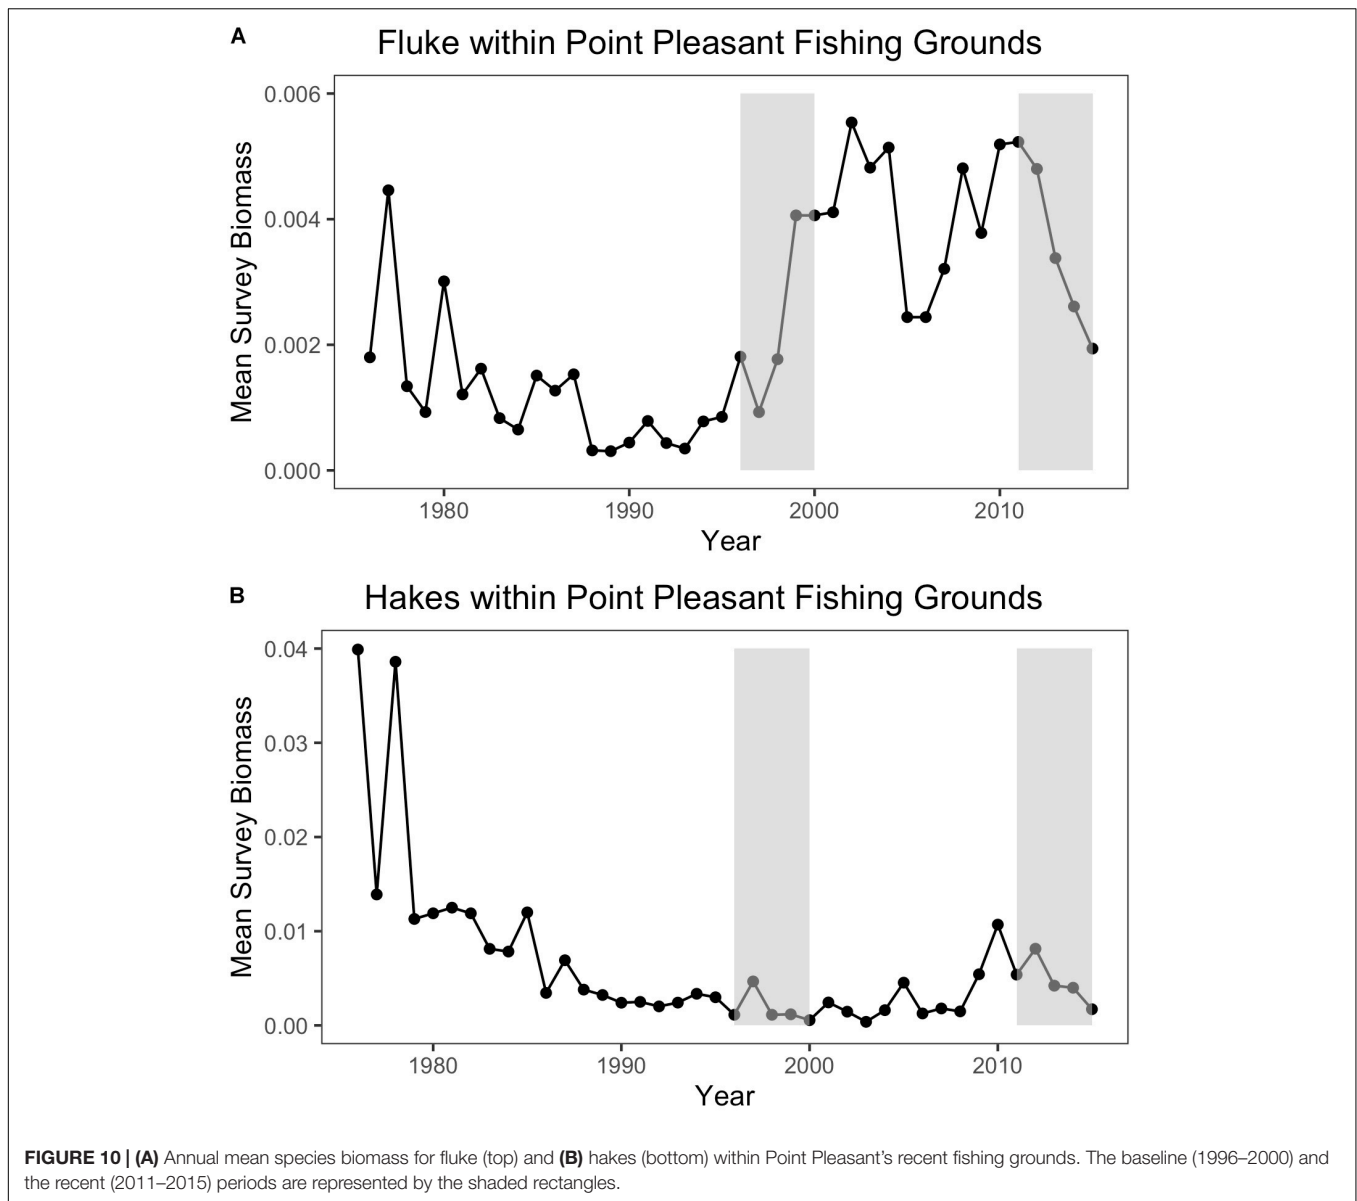 A
Fluke within Point Pleasant Fishing Grounds
0.006
0.004
0.002
0.000
Mean Survey Biomass
1980 1990 2000 2010
Year
B
Hakes within Point Pleasant Fishing Grounds
0.04
0.03
0.02
0.01
0.00
Mean Survey Biomass
1980 1990 2000 2010
Year
FIGURE 10 | (A) Annual mean species biomass for fluke (top) and (B) hakes (bottom) within Point Pleasant's recent fishing grounds. The baseline (1996–2000) and
the recent (2011–2015) periods are represented by the shaded rectangles.